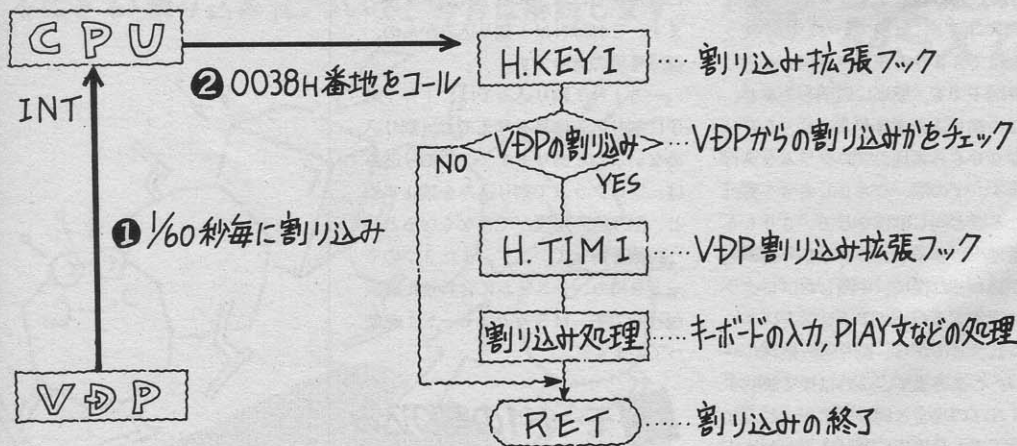 CPU
INT
❷ 0038H番地をコール
❶ 1/60秒毎に割り込み
VDP
H.KEYI ‥‥ 割り込み拡張フック
VDPの割り込み ‥‥ VDPからの割り込みかをチェック
NO
YES
H.TIMI ‥‥‥ VDP割り込み拡張フック
割り込み処理 ‥‥‥ キーボードの入力,PLAY文などの処理
RET ‥‥‥ 割り込みの終了